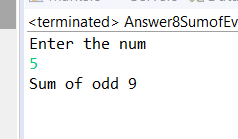 <terminated> Answer8SumofEv
Enter the num
5
Sum of odd 9